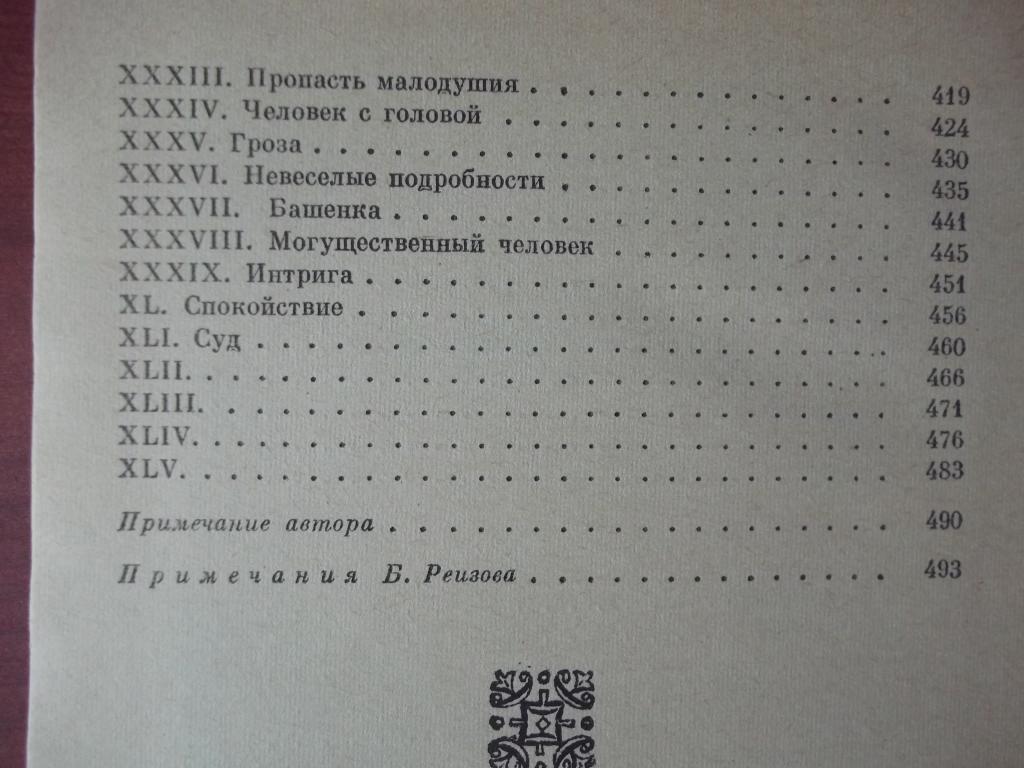 XXXIII. Пропасть малодушия . . . . . . . . . . . . . . 419
XXXIV. Человек с головой . . . . . . . . . . . . . . . 424
XXXV. Гроза . . . . . . . . . . . . . . . . . . . . . . 430
XXXVI. Невеселые подробности . . . . . . . . . . . . . 435
XXXVII. Башенка . . . . . . . . . . . . . . . . . . . 441
XXXVIII. Могущественный человек . . . . . . . . . . . 445
XXXIX. Интрига . . . . . . . . . . . . . . . . . . . . 451
XL. Спокойствие . . . . . . . . . . . . . . . . . . . . 456
XLI. Суд . . . . . . . . . . . . . . . . . . . . . . . . 460
XLII. . . . . . . . . . . . . . . . . . . . . . . . . . 466
XLIII. . . . . . . . . . . . . . . . . . . . . . . . . . 471
XLIV. . . . . . . . . . . . . . . . . . . . . . . . . . 476
XLV. . . . . . . . . . . . . . . . . . . . . . . . . . . 483
Примечание автора . . . . . . . . . . . . . . . . . . . 490
Примечания Б. Реизова . . . . . . . . . . . . . . 493